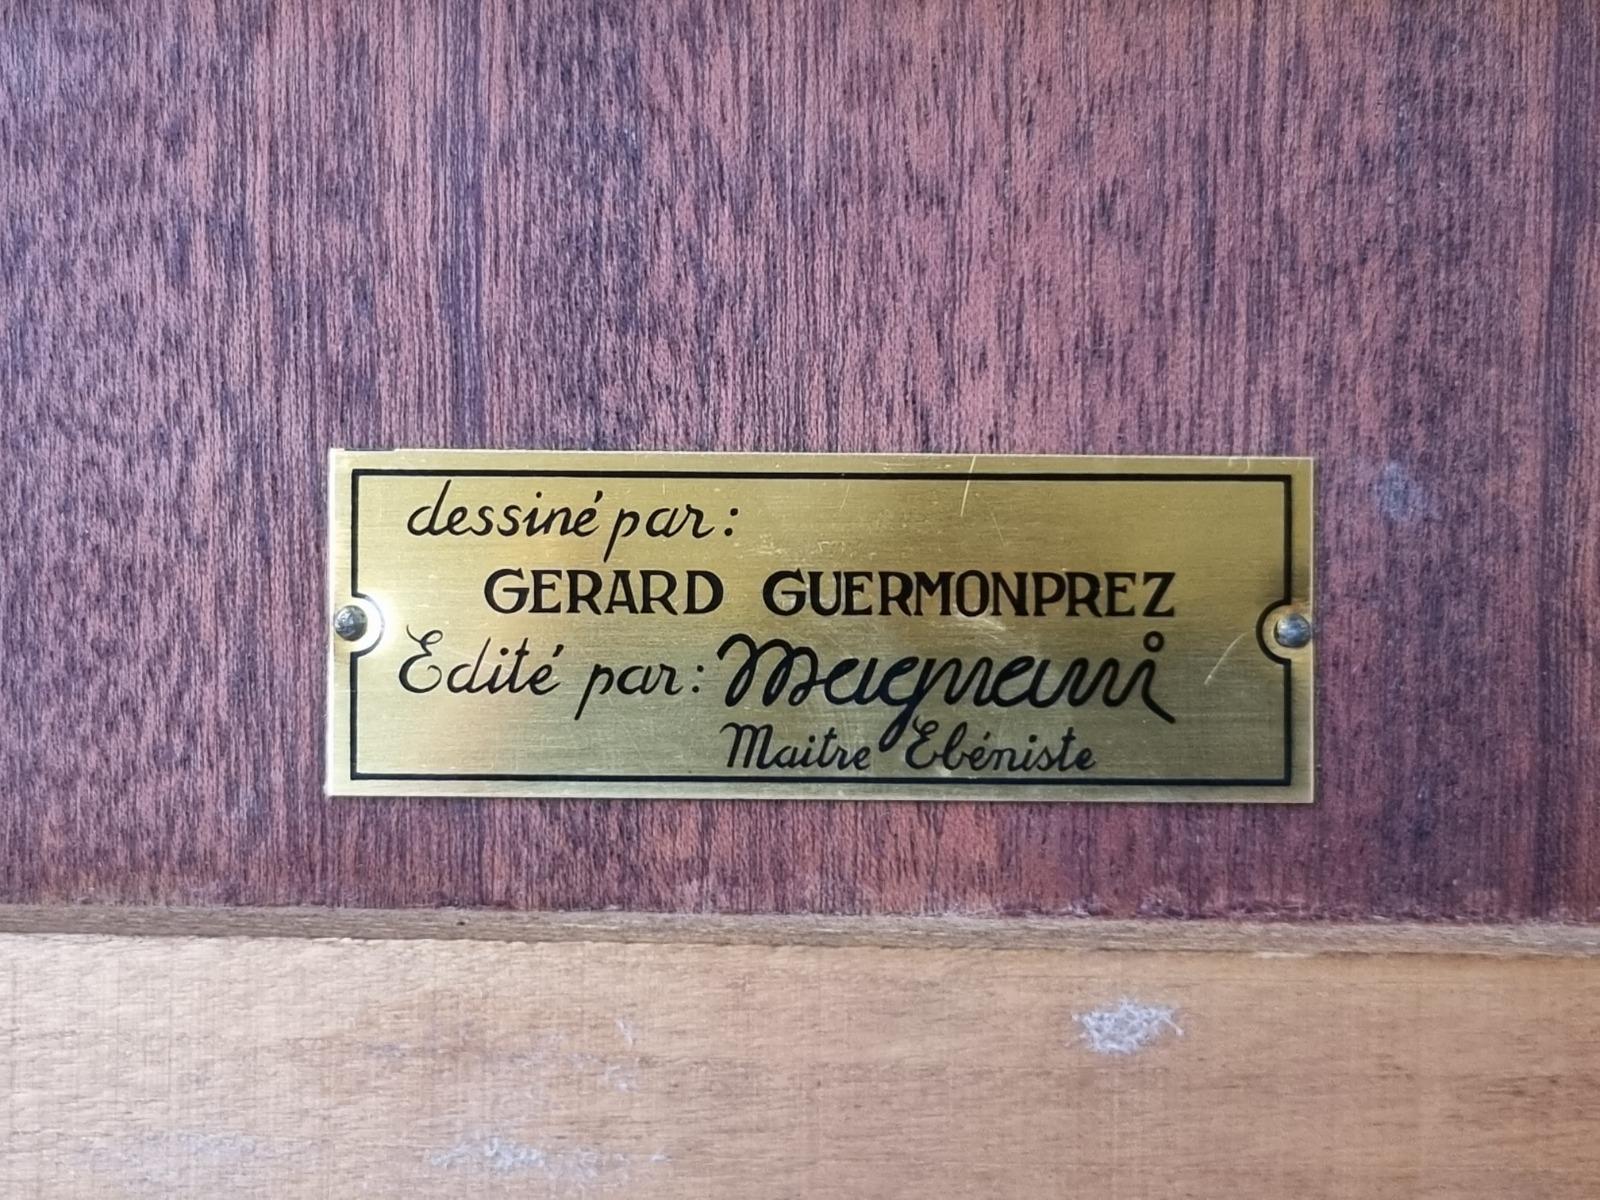 dessiné par:
GERARD GUERMONPREZ
Edité par: Magnani
Maitre Ebéniste